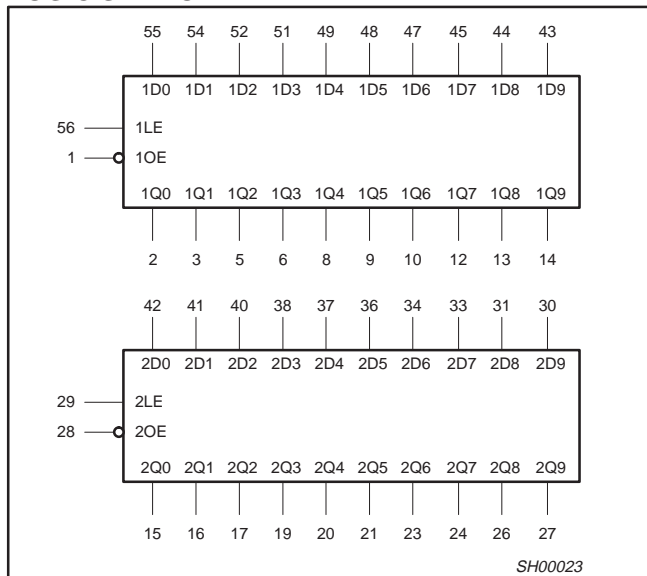 55 54 52 51 49 48 47 45 44 43
1D0 1D1 1D2 1D3 1D4 1D5 1D6 1D7 1D8 1D9
56 1LE
1 1OE
1Q0 1Q1 1Q2 1Q3 1Q4 1Q5 1Q6 1Q7 1Q8 1Q9
2 3 5 6 8 9 10 12 13 14
42 41 40 38 37 36 34 33 31 30
2D0 2D1 2D2 2D3 2D4 2D5 2D6 2D7 2D8 2D9
29 2LE
28 2OE
2Q0 2Q1 2Q2 2Q3 2Q4 2Q5 2Q6 2Q7 2Q8 2Q9
15 16 17 19 20 21 23 24 26 27
SH00023